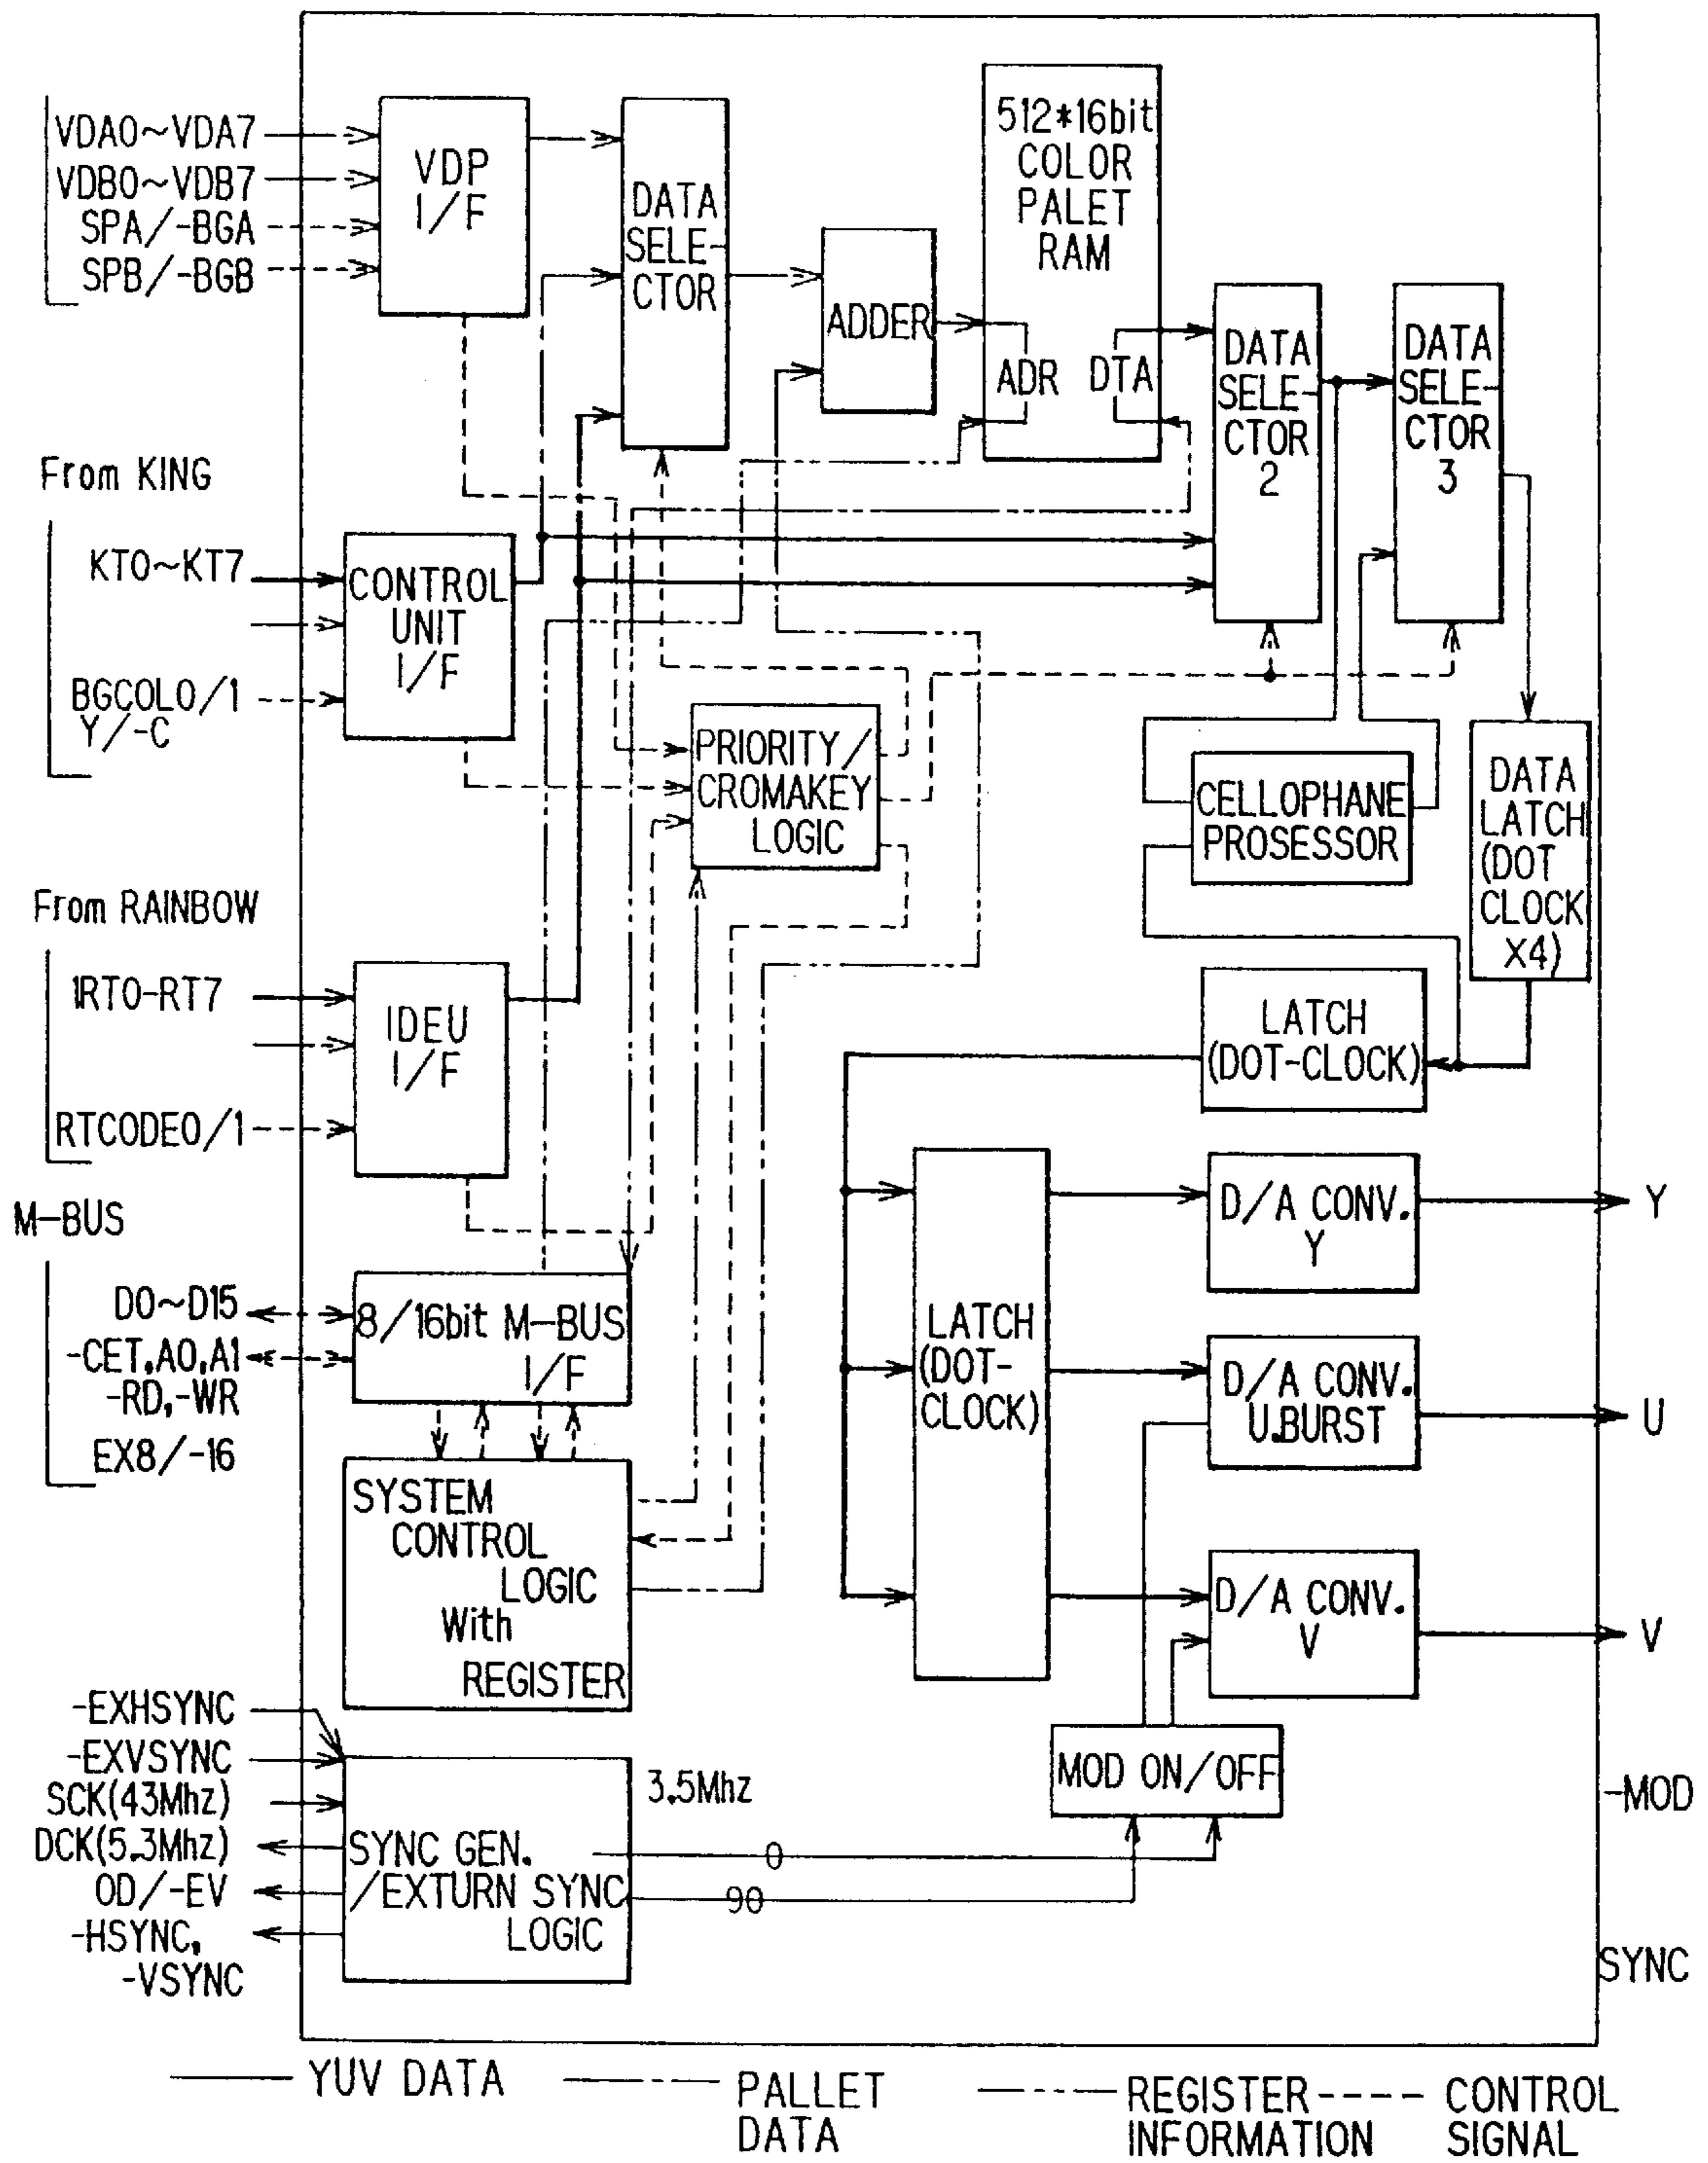 VDA0~VDA7
VDB0~VDB7
SPA/-BGA
SPB/-BGB
VDP
I/F
DATA
SELE-
CTOR
ADDER
512*16bit
COLOR
PALET
RAM
ADR
DTA
DATA
SELE-
CTOR
2
DATA
SELE-
CTOR
3
From KING
KT0~KT7
BGCOL0/1
Y/-C
CONTROL
UNIT
I/F
PRIORITY/
CROMAKEY
LOGIC
CELLOPHANE
PROSESSOR
DATA
LATCH
(DOT
CLOCK
X4)
From RAINBOW
1RT0-RT7
RTCODE0/1
IDEU
I/F
LATCH
(DOT-CLOCK)
M-BUS
D0~D15
-CET,A0,A1
-RD,-WR
EX8/-16
8/16bit M-BUS
I/F
LATCH
(DOT-
CLOCK)
D/A CONV.
Y
Y
D/A CONV.
U.BURST
U
D/A CONV.
V
V
SYSTEM
CONTROL
LOGIC
With
REGISTER
-EXHSYNC
-EXVSYNC
SCK(43Mhz)
DCK(5.3Mhz)
OD/-EV
-HSYNC,
-VSYNC
SYNC GEN.
/EXTURN SYNC
LOGIC
3.5Mhz
0
90
MOD ON/OFF
-MOD
SYNC
YUV DATA
PALLET
DATA
REGISTER
INFORMATION
CONTROL
SIGNAL